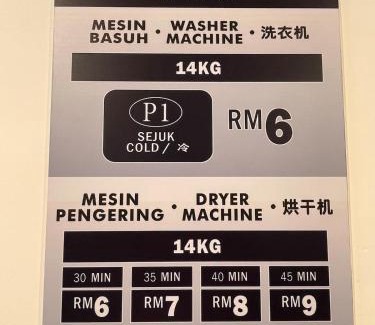 MESIN BASUH · WASHER MACHINE · 洗衣机
14KG
P1
SEJUK
COLD / 冷
RM6
MESIN PENGERING · DRYER MACHINE · 烘干机
14KG
30 MIN 35 MIN 40 MIN 45 MIN
RM6 RM7 RM8 RM9